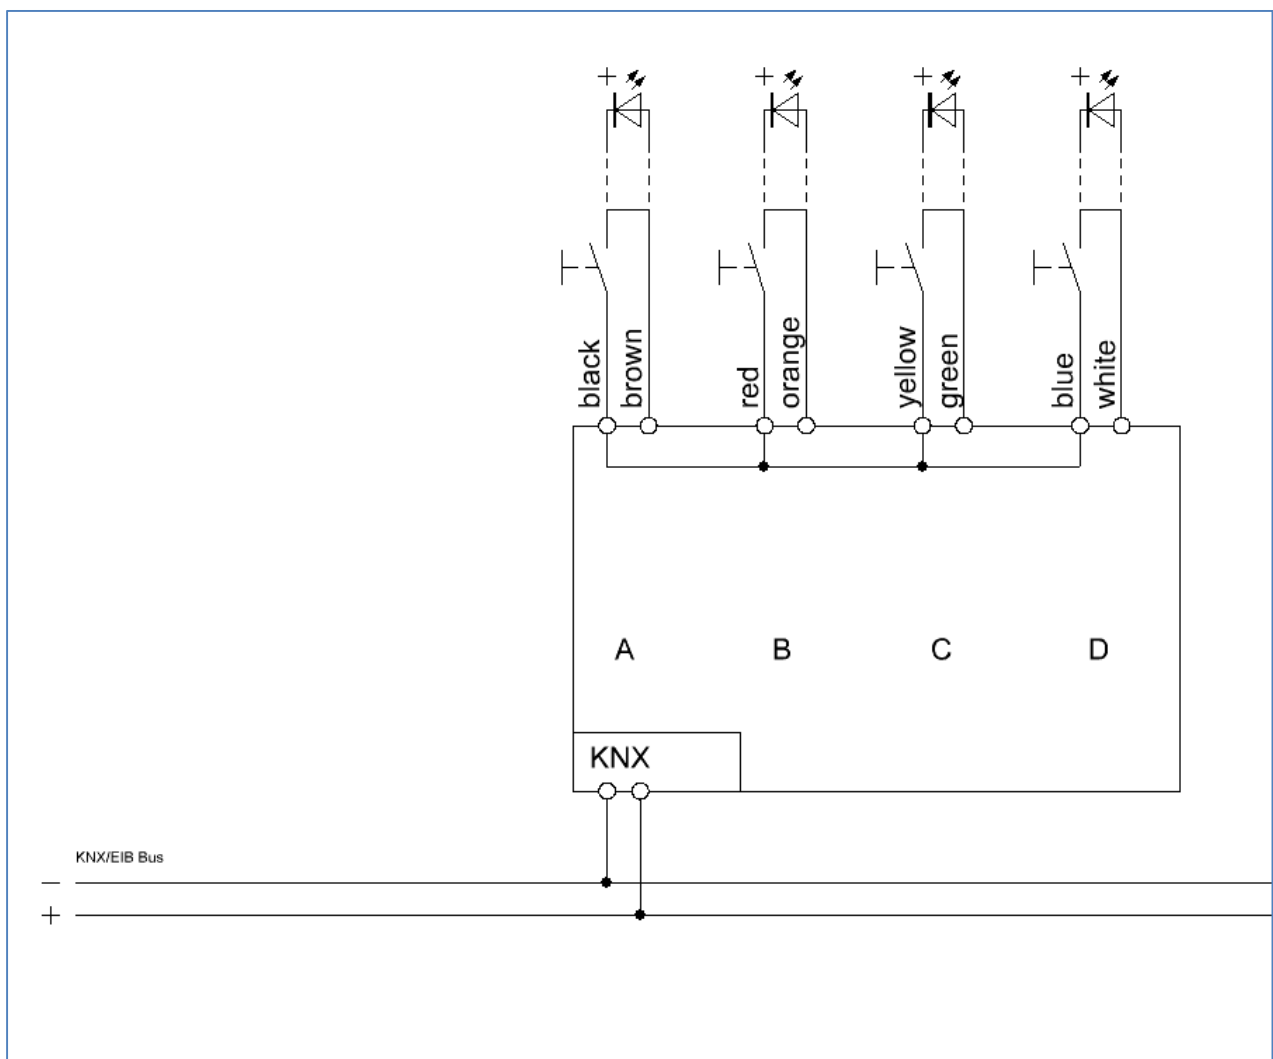 + + + +
black brown red orange yellow green blue white
A B C D
KNX
KNX/EIB Bus
−
+